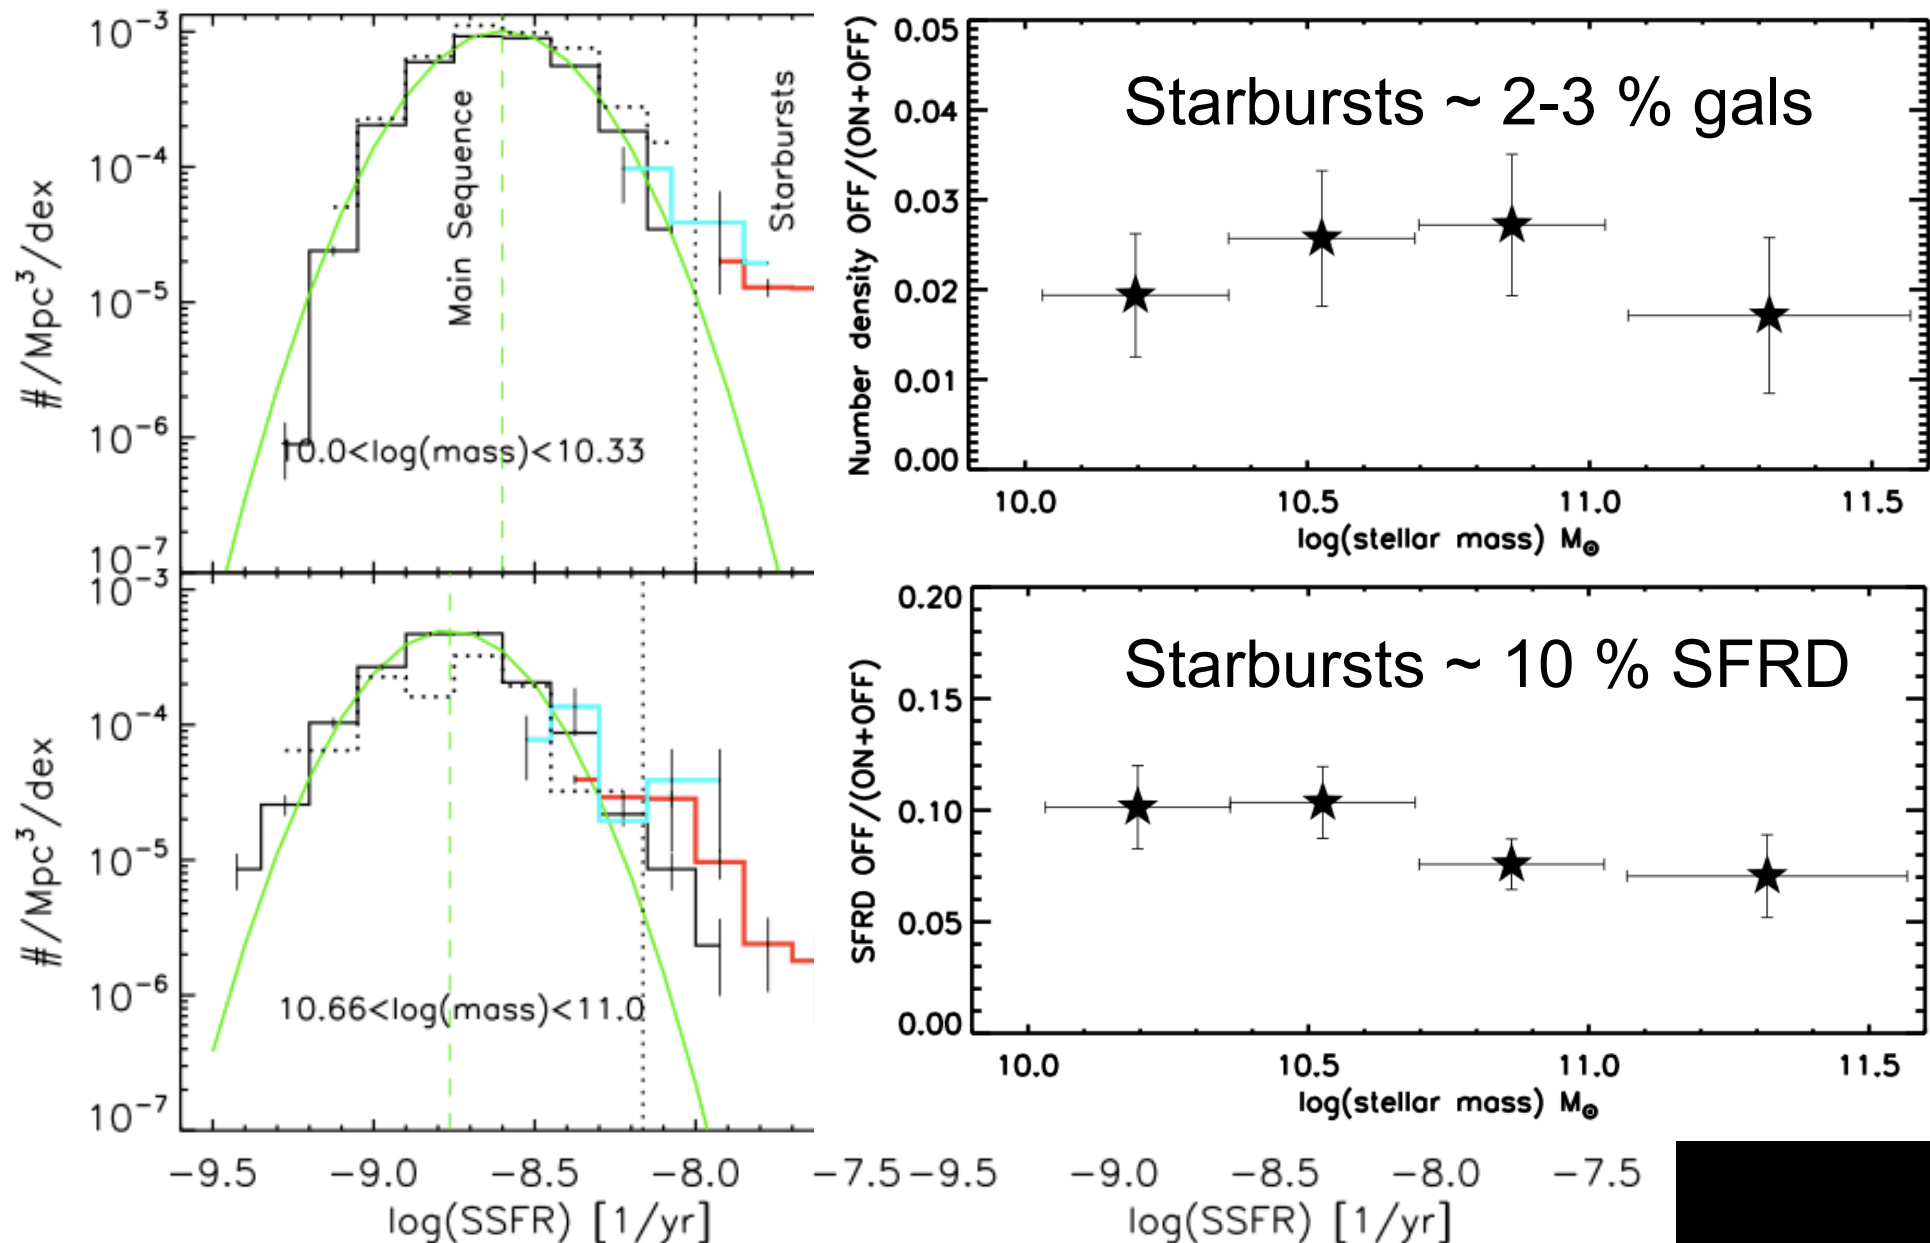 10⁻³
10⁻⁴
10⁻⁵
10⁻⁶
10⁻⁷
#/Mpc³/dex
Main Sequence
Starbursts
10.0<log(mass)<10.33
10⁻³
10⁻⁴
10⁻⁵
10⁻⁶
10⁻⁷
#/Mpc³/dex
10.66<log(mass)<11.0
−9.5 −9.0 −8.5 −8.0 −7.5
log(SSFR) [1/yr]
0.05
0.04
0.03
0.02
0.01
0.00
Number density OFF/(ON+OFF)
Starbursts ~ 2-3 % gals
10.0 10.5 11.0 11.5
log(stellar mass) M⊙
0.20
0.15
0.10
0.05
0.00
SFRD OFF/(ON+OFF)
Starbursts ~ 10 % SFRD
10.0 10.5 11.0 11.5
log(stellar mass) M⊙
−9.5 −9.0 −8.5 −8.0 −7.5
log(SSFR) [1/yr]